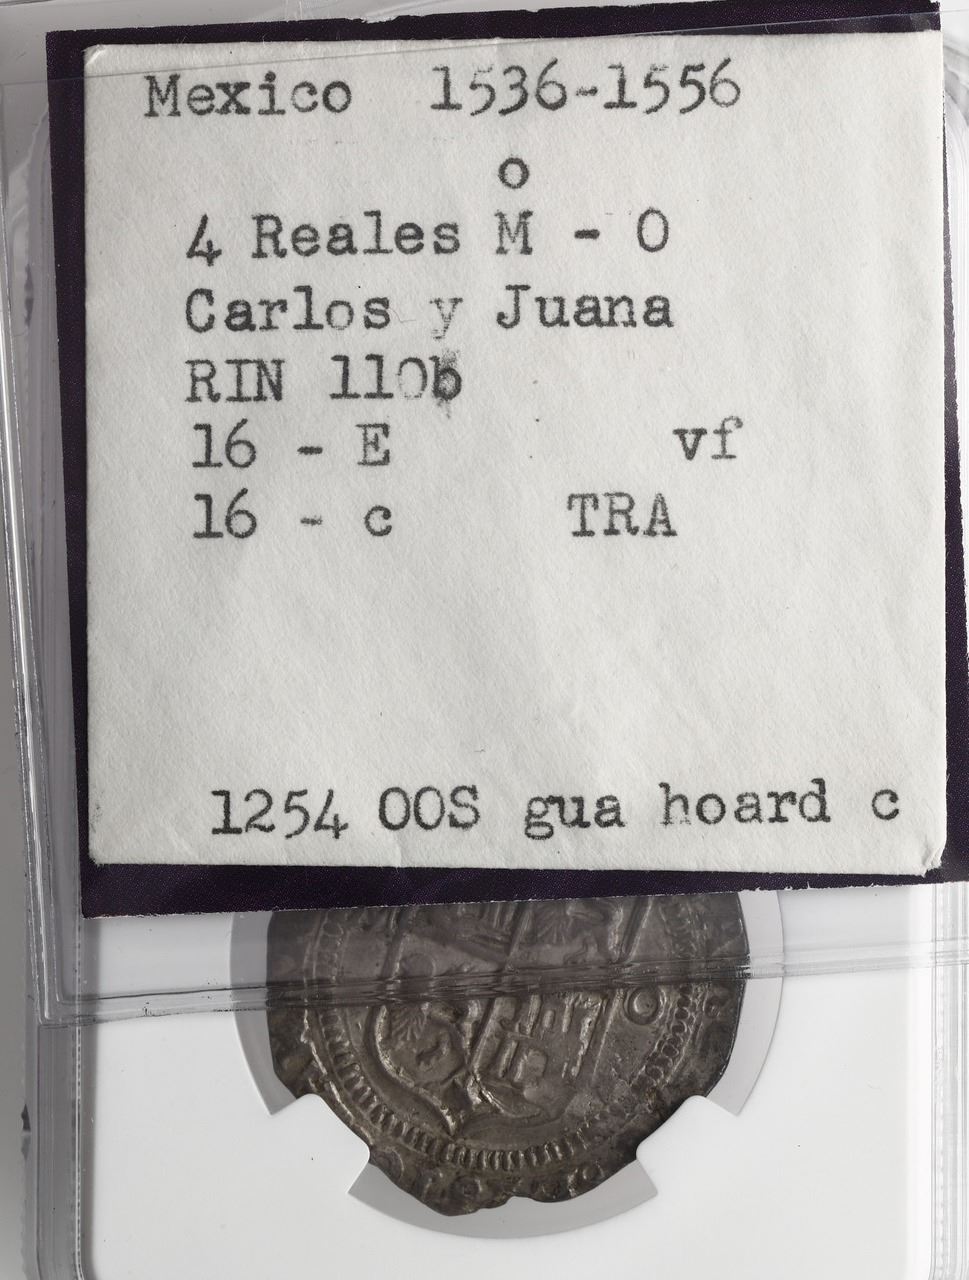 Mexico 1536-1556
o
4 Reales M - O
Carlos y Juana
RIN 110b
16 - E vf
16 - c TRA
1254 OOS gua hoard c